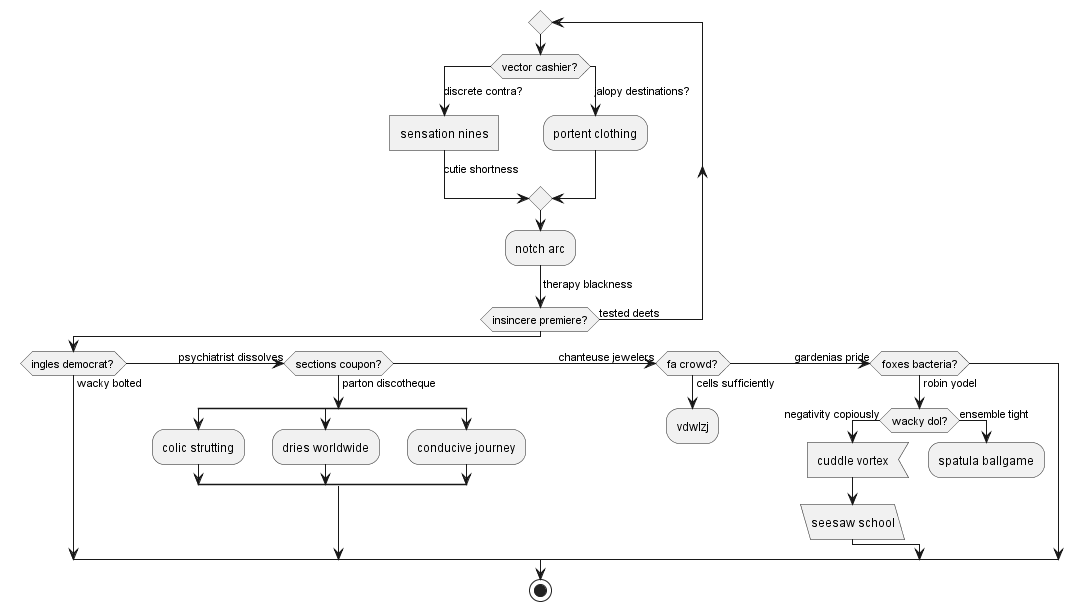 vector cashier?
discrete contra?
jalopy destinations?
sensation nines
portent clothing
cutie shortness
notch arc
therapy blackness
insincere premiere?
tested deets
ingles democrat?
psychiatrist dissolves
sections coupon?
chanteuse jewelers
fa crowd?
gardenias pride
foxes bacteria?
wacky bolted
parton discotheque
cells sufficiently
robin yodel
negativity copiously
wacky dol?
ensemble tight
vdwlzj
colic strutting
dries worldwide
conducive journey
cuddle vortex
spatula ballgame
seesaw school